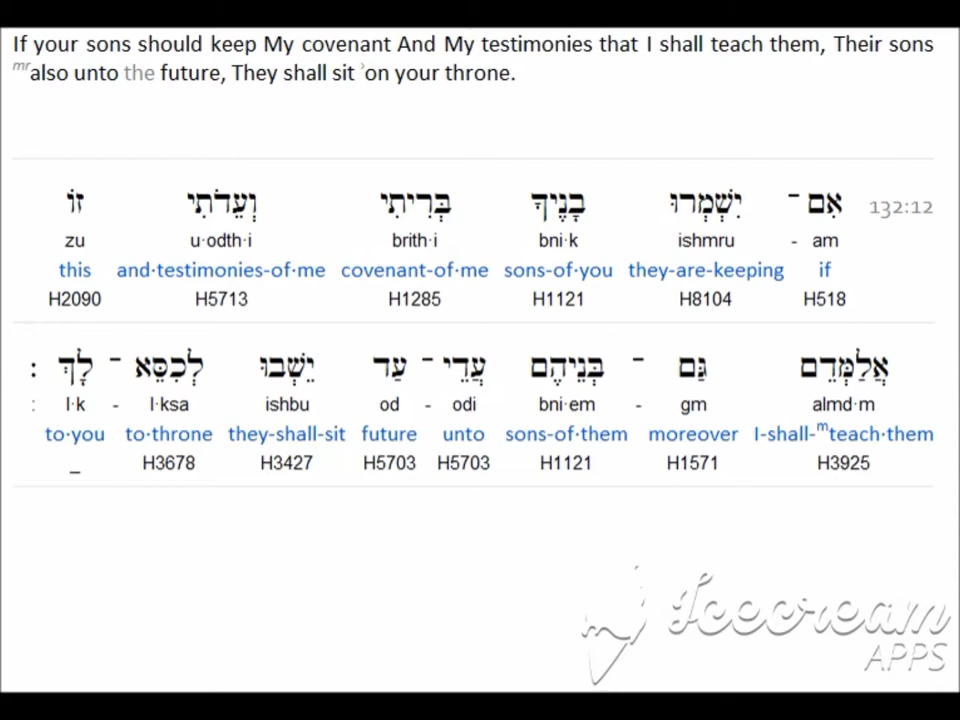 If your sons should keep My covenant And My testimonies that I shall teach them, Their sons
mr also unto the future, They shall sit › on your throne.
132:12 אִם ־ יִשְׁמְרוּ בָנֶיךָ בְּרִיתִי וְעֵדֹתִי זוֹ
zu u·odth·i brith·i bni·k ishmru - am
this and·testimonies-of·me covenant-of·me sons-of·you they-are-keeping if
H2090 H5713 H1285 H1121 H8104 H518
אֲלַמְּדֵם גַּם ־ בְּנֵיהֶם עֲדֵי ־ עַד יֵשְׁבוּ לְכִסֵּא ־ לָךְ :
: l·k - l·ksa ishbu od - odi bni·em - gm almd·m
to·you to·throne they-shall-sit future unto sons-of·them moreover I-shall-mteach·them
_ H3678 H3427 H5703 H5703 H1121 H1571 H3925
Icecream
APPS